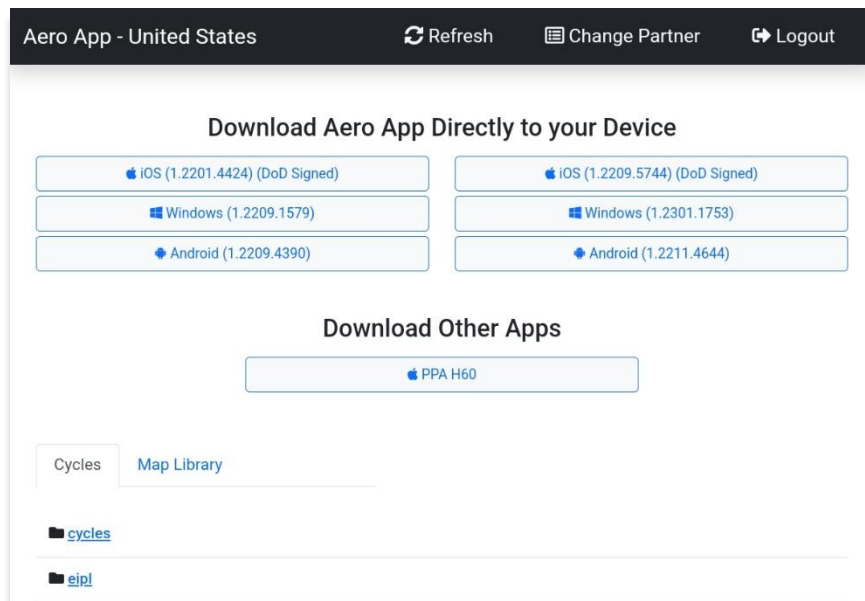 Aero App - United States Refresh Change Partner Logout
Download Aero App Directly to your Device
iOS (1.2201.4424) (DoD Signed) iOS (1.2209.5744) (DoD Signed)
Windows (1.2209.1579) Windows (1.2301.1753)
Android (1.2209.4390) Android (1.2211.4644)
Download Other Apps
PPA H60
Cycles Map Library
cycles
eipl